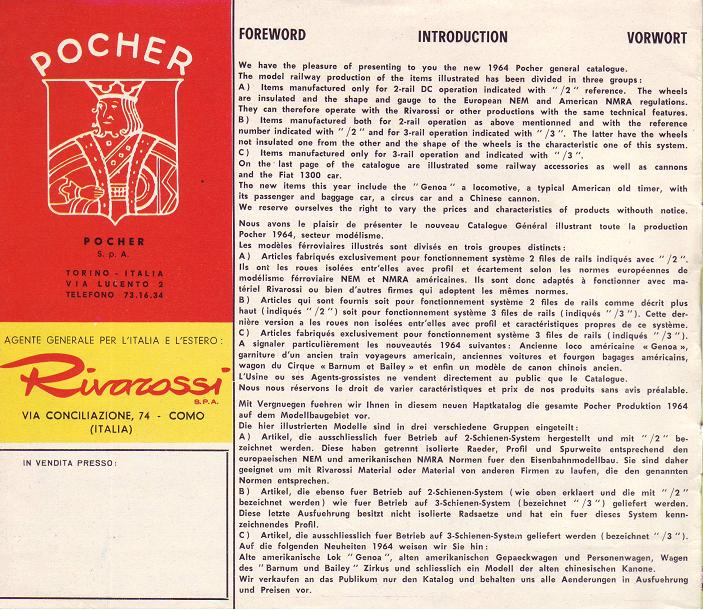 POCHER
POCHER
S. p. A.
TORINO - ITALIA
VIA LULENTO 2
TELEFONO 73.16.34
AGENTE GENERALE PER L'ITALIA E L'ESTERO:
Rivarossi
S.P.A.
VIA CONCILIAZIONE, 74 - COMO
(ITALIA)
IN VENDITA PRESSO:
FOREWORD INTRODUCTION VORWORT
We have the pleasure of presenting to you the new 1964 Pocher general catalogue.
The model railway production of the items illustrated has been divided in three groups:
A) Items manufactured only for 2-rail DC operation indicated with "/2" reference. The wheels
are insulated and the shape and gauge to the European NEM and American NMRA regulations.
They can therefore operate with the Rivarossi or other productions with the same technical features.
B) Items manufactured both for 2-rail operation as above mentioned and with the reference
number indicated with "/2" and for 3-rail operation indicated with "/3". The latter have the wheels
not insulated one from the other and the shape of the wheels is the characteristic one of this system.
C) Items manufactured only for 3-rail operation and indicated with "/3".
On the last page of the catalogue are illustrated some railway accessories as well as cannons
and the Fiat 1300 car.
The new items this year include the "Genoa" a locomotive, a typical American old timer, with
its passenger and baggage car, a circus car and a Chinese cannon.
We reserve ourselves the right to vary the prices and characteristics of products withouth notice.
Nous avons le plaisir de présenter le nouveau Catalogue Général illustrant toute la production
Pocher 1964, secteur modélisme.
Les modèles férroviaires illustrés sont divisés en trois groupes distincts:
A) Articles fabriqués exclusivement pour fonctionnement système 2 files de rails indiqués avec "/2".
Ils ont les roues isolées entr'elles avec profil et écartement selon les normes européennes de
modélisme férroviaire NEM et NMRA américaines. Ils sont donc adaptés à fonctionner avec ma-
tériel Rivarossi ou bien d'autres firmes qui adoptent les mêmes normes.
B) Articles qui sont fournis soit pour fonctionnement système 2 files de rails comme décrit plus
haut (indiqués "/2") soit pour fonctionnement système 3 files de rails (indiqués "/3"). Cette der-
nière version a les roues non isolées entr'elles avec profil et caractéristiques propres de ce système.
C) Articles fabriqués exclusivement pour fonctionnement système 3 files de rails (indiqués "/3").
A signaler particulièrement les nouveautés 1964 suivantes: Ancienne loco américaine «Genoa»,
garniture d'un ancien train voyageurs americain, anciennes voitures et fourgon bagages américains,
wagon du Cirque «Barnum et Bailey» et enfin un modèle de canon chinois ancien.
L'Usine ou ses Agents-grossistes ne vendent directement au public que le Catalogue.
Nous nous réservons le droit de varier caractéristiques et prix de nos produits sans avis préalable.
Mit Vergnuegen fuehren wir Ihnen in diesem neuen Haptkatalog die gesamte Pocher Produktion 1964
auf dem Modellbaugebiet vor.
Die hier illustrierten Modelle sind in drei verschiedene Gruppen eingeteilt:
A) Artikel, die ausschliesslich fuer Betrieb auf 2-Schienen-System hergestellt und mit "/2" be-
zeichnet werden. Diese haben getrennt isolierte Raeder, Profil und Spurweite entsprechend den
europaeischen NEM und amerikanischen NMRA Normen fuer den Eisenbahnmodellbau. Sie sind daher
geeignet um mit Rivarossi Material oder Material von anderen Firmen zu laufen, die den genannten
Normen entsprechen.
B) Artikel, die ebenso fuer Betrieb auf 2-Schienen-System (wie oben erklaert und die mit "/2"
bezeichnet werden) wie fuer Betrieb auf 3-Schienen-System (bezeichnet "/3") geliefert werden.
Diese letzte Ausfuehrung besitzt nicht isolierte Radsaetze und hat ein fuer dieses System kenn-
zeichnendes Profil.
C) Artikel, die ausschliesslich fuer Betrieb auf 3-Schienen-System geliefert werden (bezeichnet "/3").
Auf die folgenden Neuheiten 1964 weisen wir Sie hin:
Alte amerikanische Lok "Genoa", alten amerikanischen Gepaeckwagen und Personenwagen, Wagen
des "Barnum und Bailey" Zirkus und schliesslich ein Modell der alten chinesischen Kanone.
Wir verkaufen an das Publikum nur den Katalog und behalten uns alle Aenderungen in Ausfuehrung
und Preisen vor.